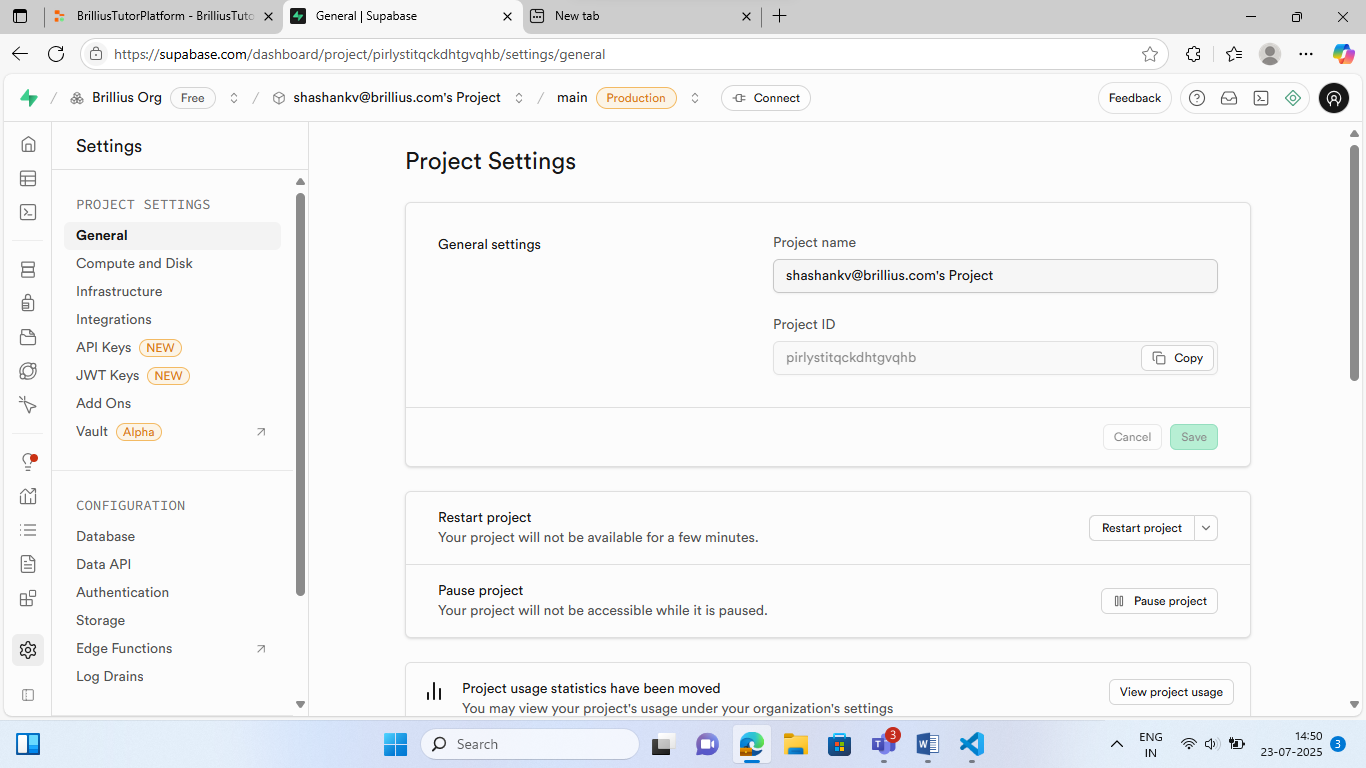 BrilliusTutorPlatform - BrilliusTuto
General | Supabase
New tab
https://supabase.com/dashboard/project/pirlystitqckdhtgvqhb/settings/general
Brillius Org Free / shashankv@brillius.com's Project / main Production Connect
Feedback
Settings
PROJECT SETTINGS
General
Compute and Disk
Infrastructure
Integrations
API Keys NEW
JWT Keys NEW
Add Ons
Vault Alpha
CONFIGURATION
Database
Data API
Authentication
Storage
Edge Functions
Log Drains
Project Settings
General settings
Project name
shashankv@brillius.com's Project
Project ID
pirlystitqckdhtgvqhb
Copy
Cancel
Save
Restart project
Your project will not be available for a few minutes.
Restart project
Pause project
Your project will not be accessible while it is paused.
Pause project
Project usage statistics have been moved
You may view your project's usage under your organization's settings
View project usage
Search
3
ENG
IN
14:50
23-07-2025
3